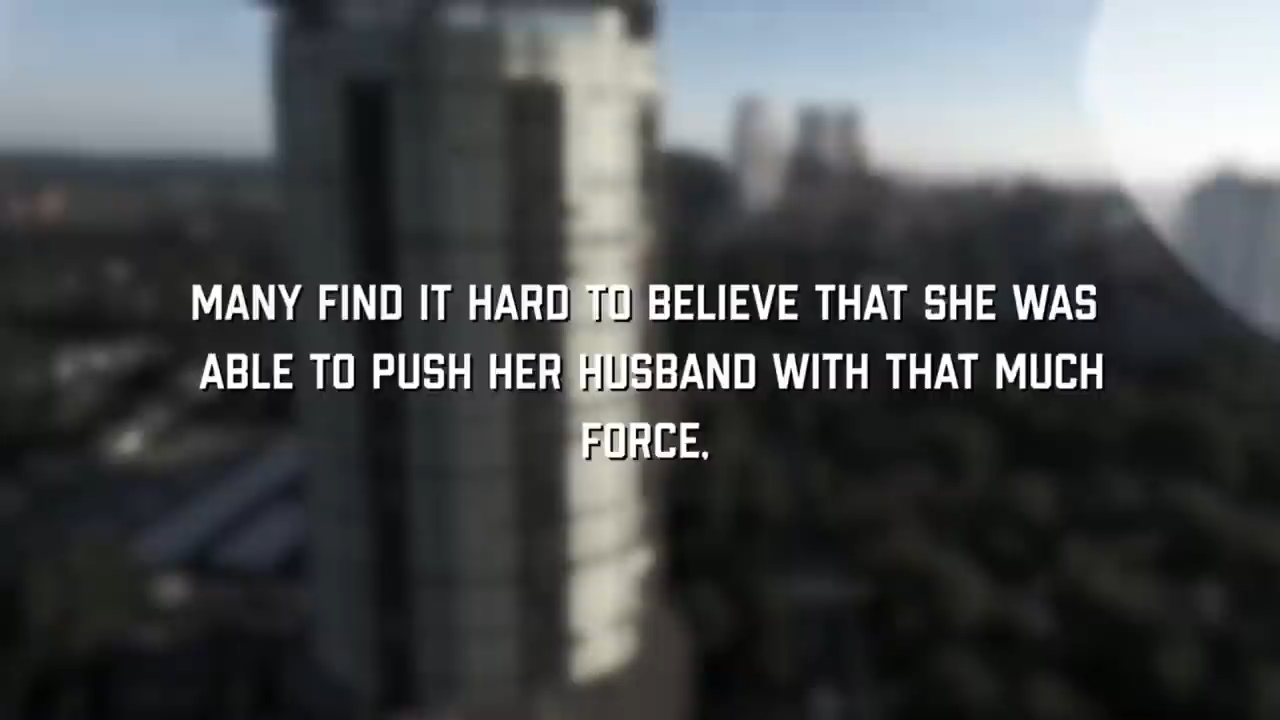 MANY FIND IT HARD TO BELIEVE THAT SHE WAS
ABLE TO PUSH HER HUSBAND WITH THAT MUCH
FORCE.